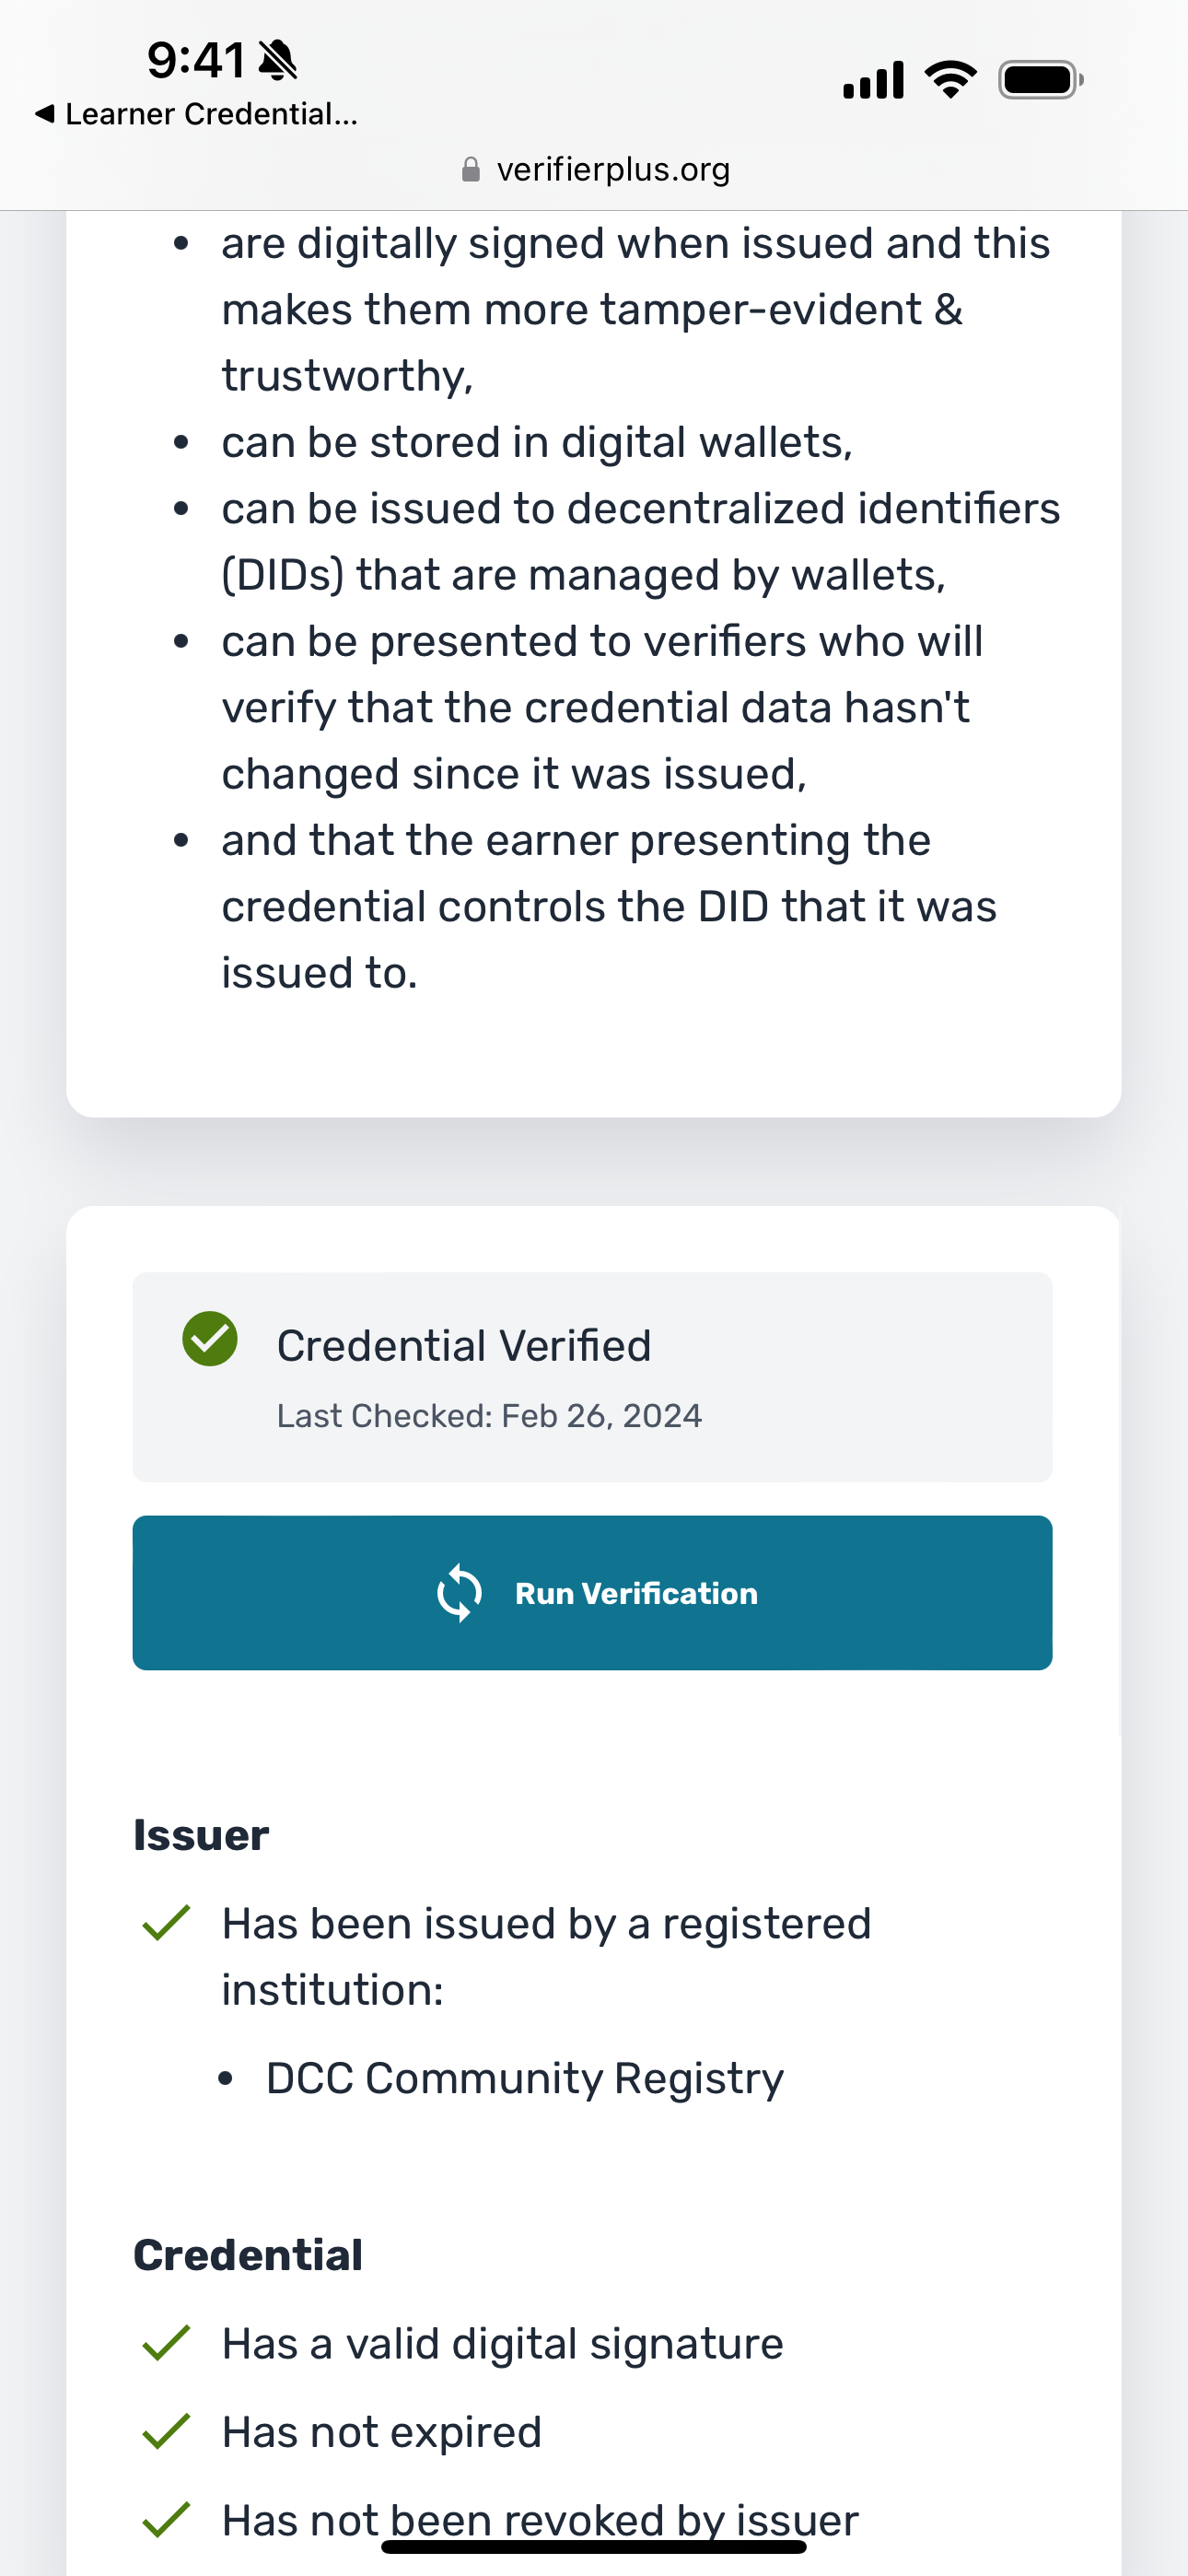 9:41
Learner Credential...
verifierplus.org
are digitally signed when issued and this
makes them more tamper-evident &
trustworthy,
can be stored in digital wallets,
can be issued to decentralized identifiers
(DIDs) that are managed by wallets,
can be presented to verifiers who will
verify that the credential data hasn't
changed since it was issued,
and that the earner presenting the
credential controls the DID that it was
issued to.
Credential Verified
Last Checked: Feb 26, 2024
Run Verification
Issuer
Has been issued by a registered
institution:
DCC Community Registry
Credential
Has a valid digital signature
Has not expired
Has not been revoked by issuer